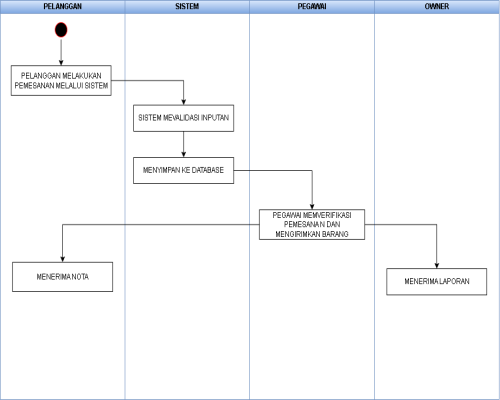 PELANGGAN
SISTEM
PEGAWAI
OWNER
PELANGGAN MELAKUKAN
PEMESANAN MELALUI SISTEM
SISTEM MEVALIDASI INPUTAN
MENYIMPAN KE DATABASE
PEGAWAI MEMVERIFIKASI
PEMESANAN DAN
MENGIRIMKAN BARANG
MENERIMA NOTA
MENERIMA LAPORAN